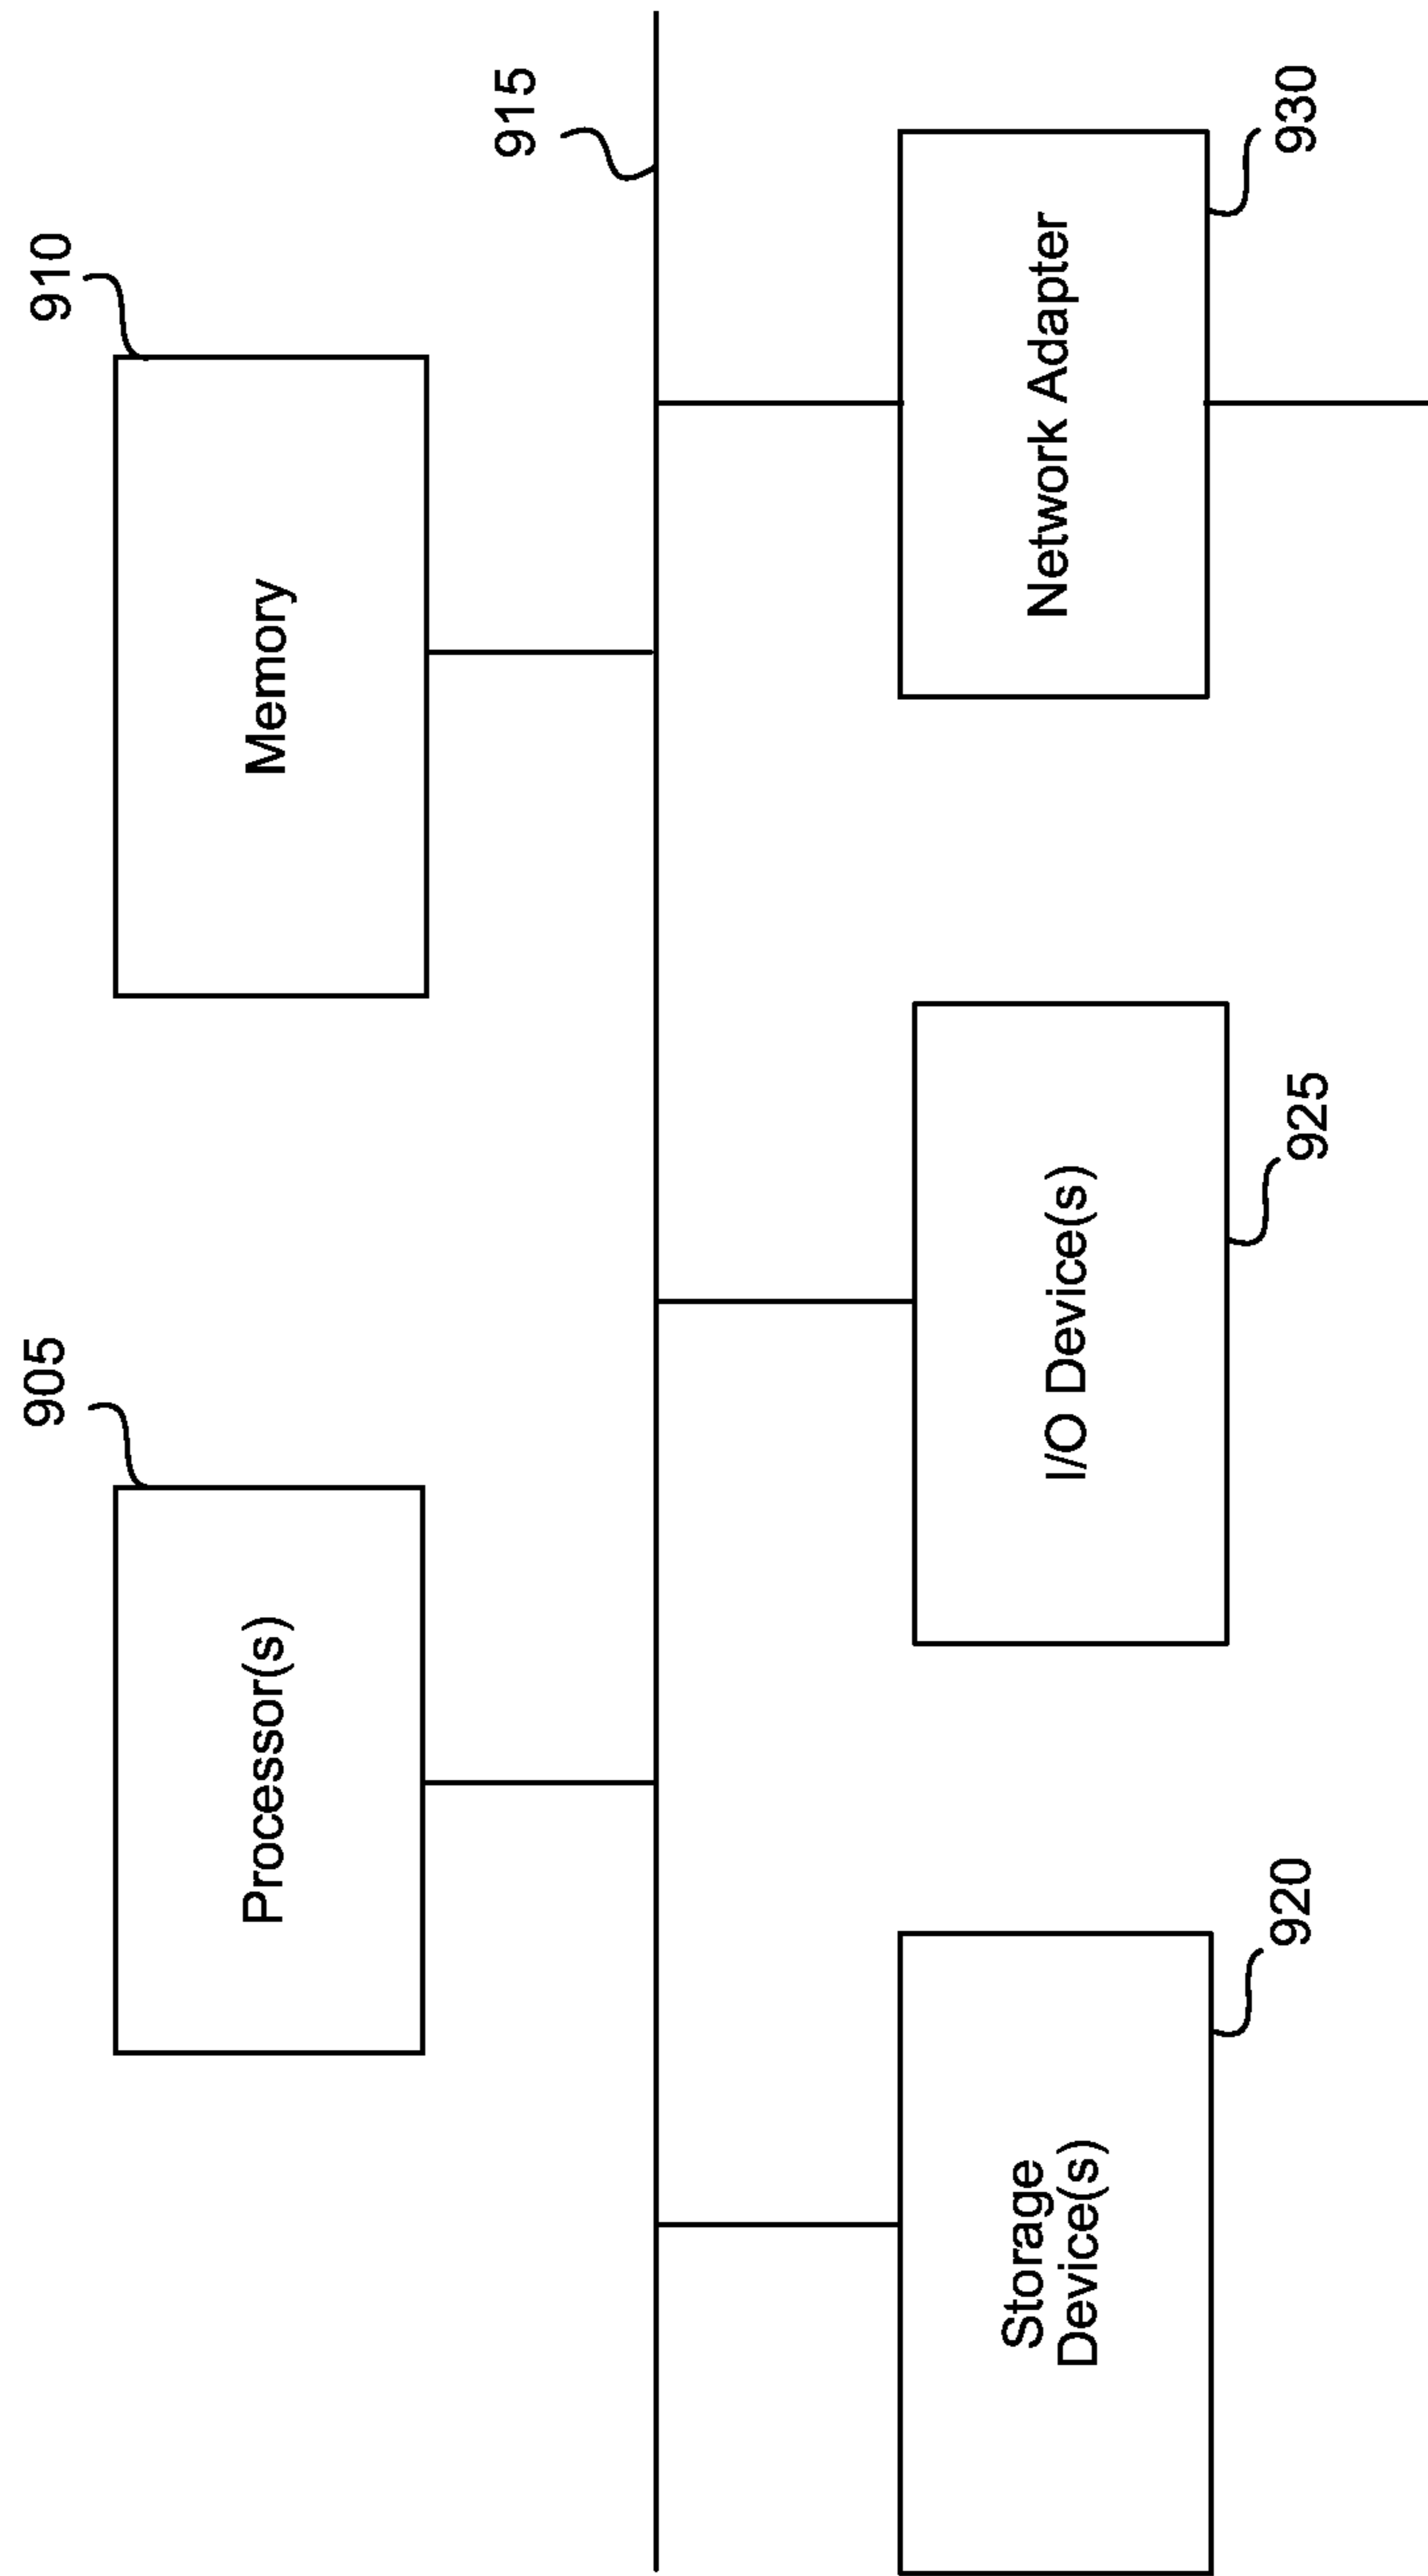 905
910
Processor(s)
Memory
915
Storage
Device(s)
I/O Device(s)
Network Adapter
920
925
930